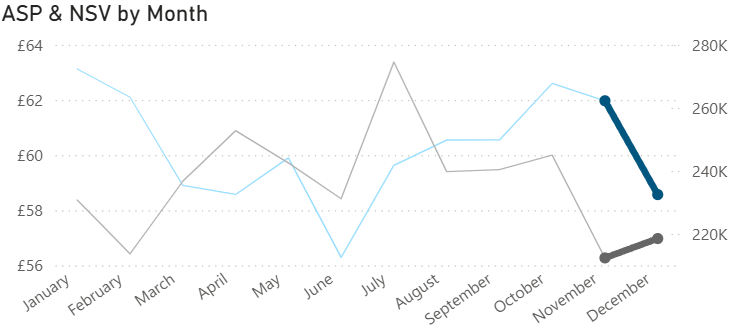 ASP & NSV by Month
£64
£62
£60
£58
£56
280K
260K
240K
220K
January
February
March
April
May
June
July
August
September
October
November
December